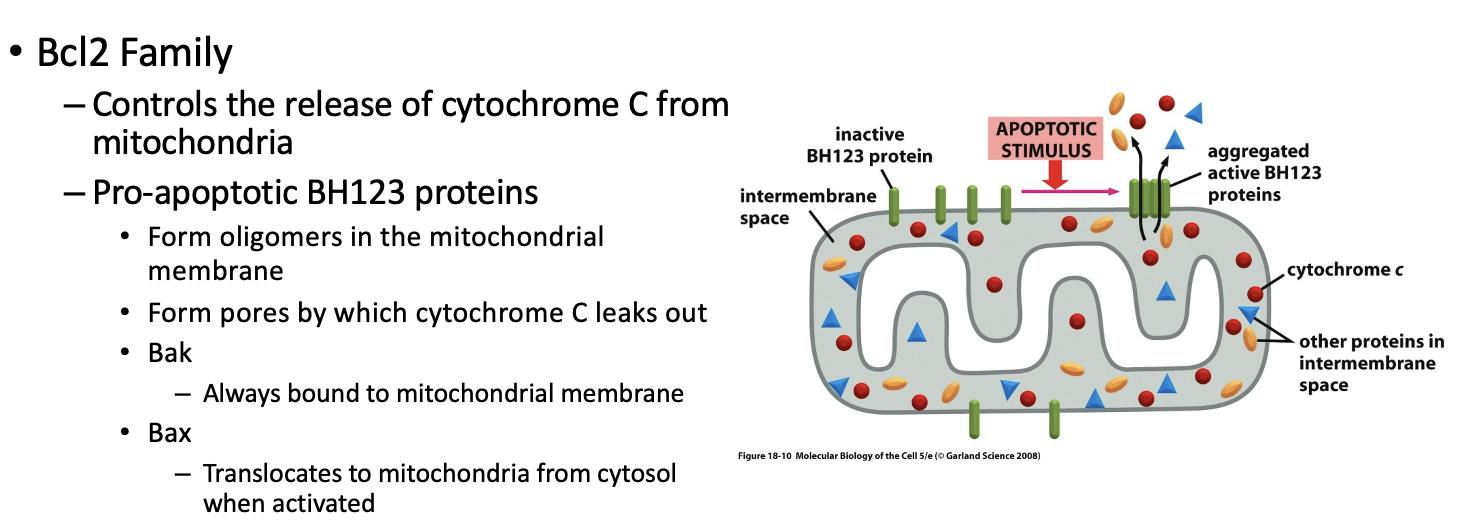 • Bcl2 Family
– Controls the release of cytochrome C from
mitochondria
– Pro-apoptotic BH123 proteins
• Form oligomers in the mitochondrial
membrane
• Form pores by which cytochrome C leaks out
• Bak
– Always bound to mitochondrial membrane
• Bax
– Translocates to mitochondria from cytosol
when activated
inactive
BH123 protein
intermembrane
space
APOPTOTIC
STIMULUS
aggregated
active BH123
proteins
cytochrome c
other proteins in
intermembrane
space
Figure 18-10 Molecular Biology of the Cell 5/e (© Garland Science 2008)